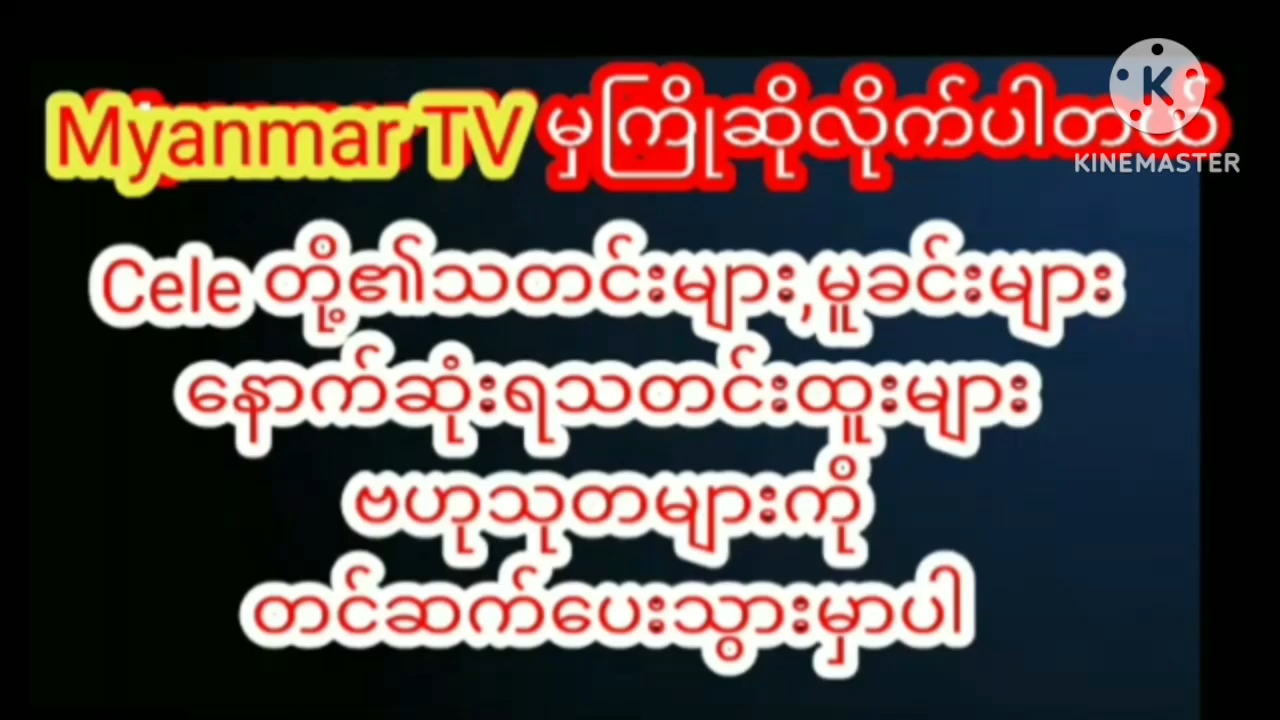 Myanmar TV မှကြိုဆိုလိုက်ပါတယ်
KINEMASTER
Cele တို့၏သတင်းများ,မူခင်းများ
နောက်ဆုံးရသတင်းထူးများ
ဗဟုသုတများကို
တင်ဆက်ပေးသွားမှာပါ